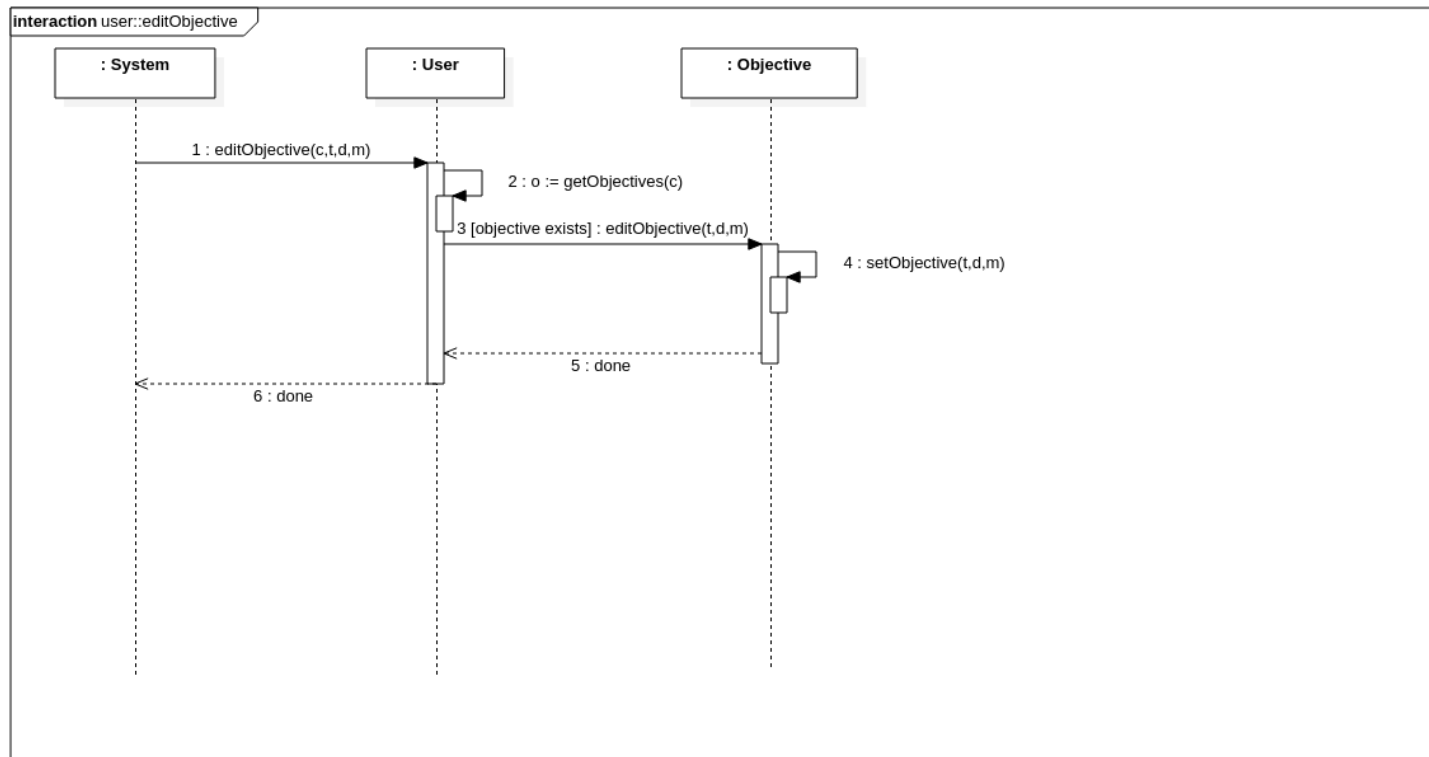 interaction user::editObjective
: System
: User
: Objective
1 : editObjective(c,t,d,m)
2 : o := getObjectives(c)
3 [objective exists] : editObjective(t,d,m)
4 : setObjective(t,d,m)
5 : done
6 : done